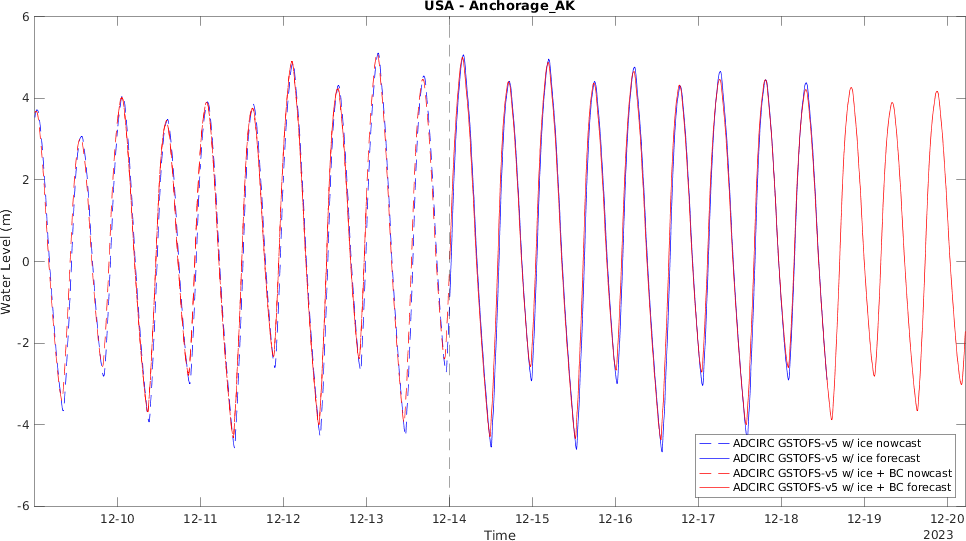 USA - Anchorage_AK
6
4
2
0
-2
-4
-6
Water Level (m)
ADCIRC GSTOFS-v5 w/ ice nowcast
ADCIRC GSTOFS-v5 w/ ice forecast
ADCIRC GSTOFS-v5 w/ ice + BC nowcast
ADCIRC GSTOFS-v5 w/ ice + BC forecast
12-10 12-11 12-12 12-13 12-14 12-15 12-16 12-17 12-18 12-19 12-20
Time
2023